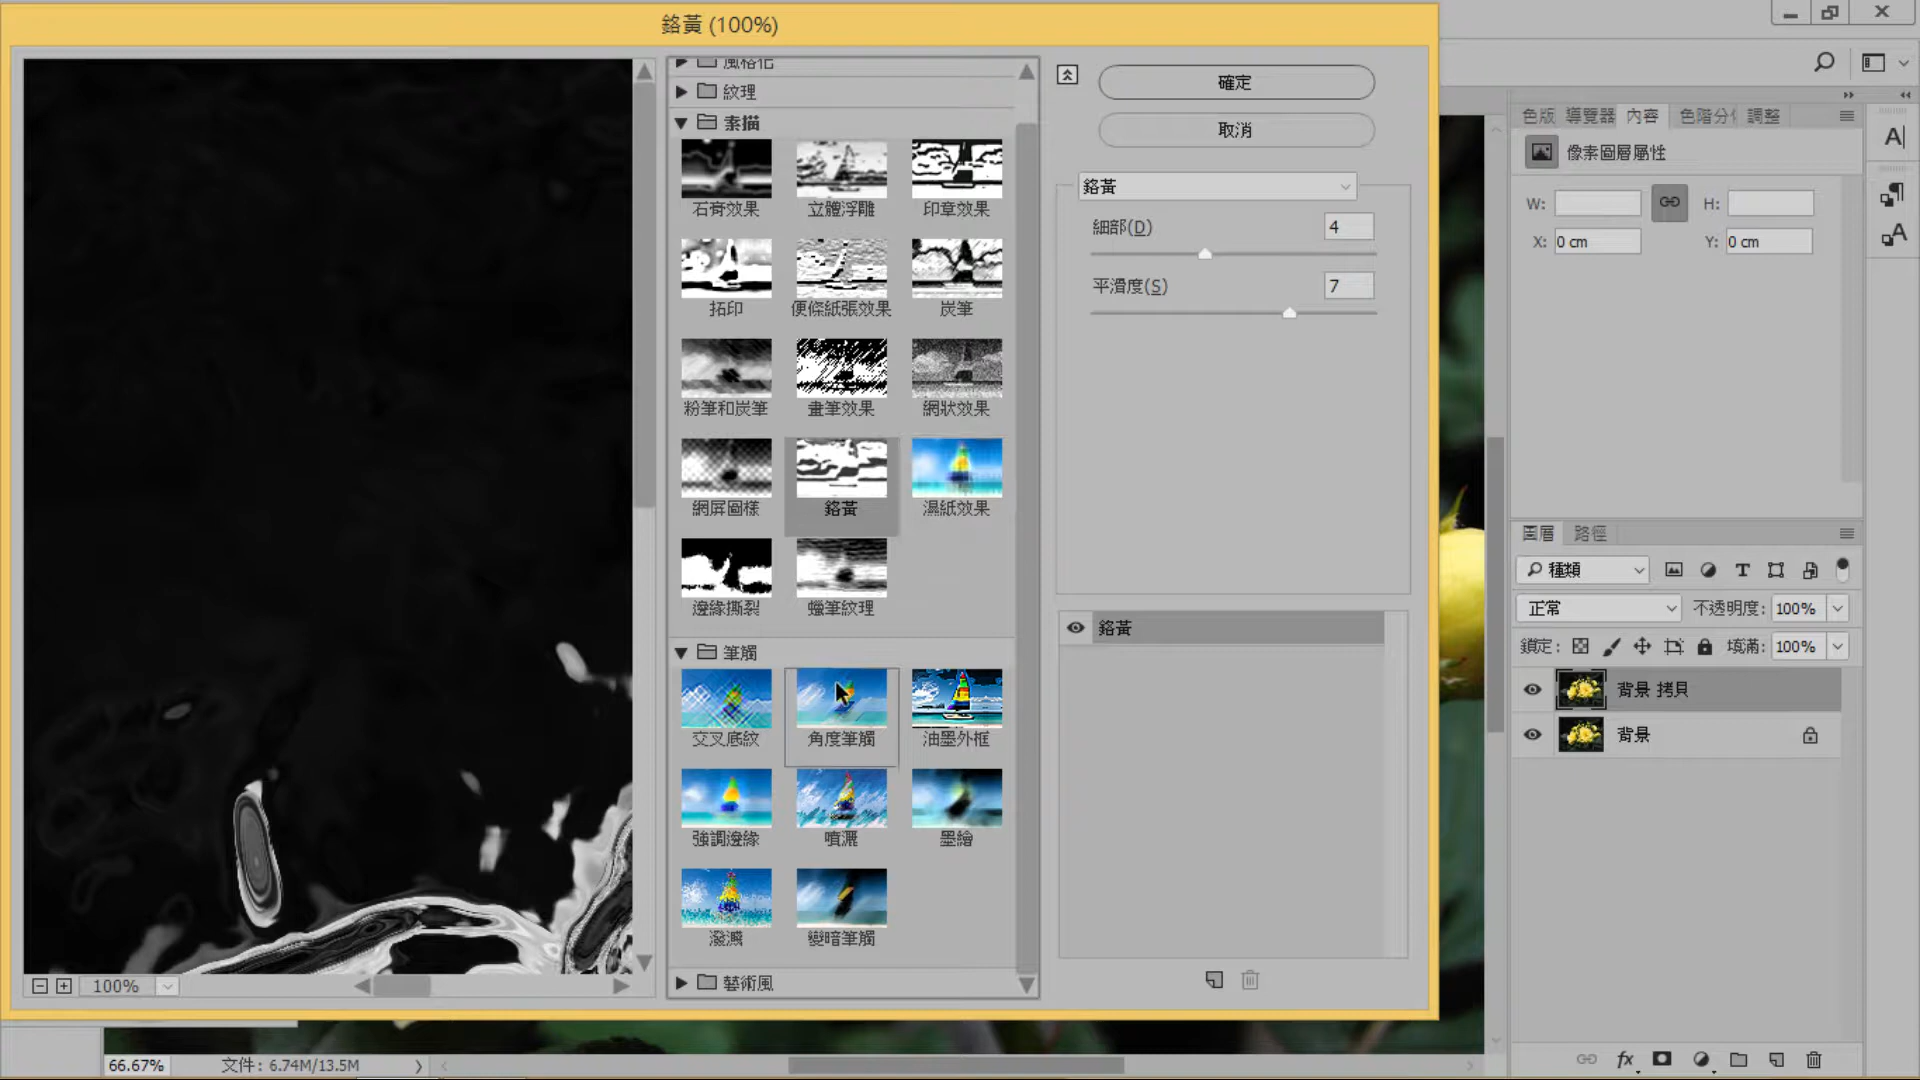 鉻黃 (100%)
風格化
紋理
素描
石膏效果
立體浮雕
印章效果
拓印
便條紙張效果
炭筆
粉筆和炭筆
畫筆效果
網狀效果
網屏圖樣
鉻黃
濕紙效果
邊緣撕裂
蠟筆紋理
筆觸
交叉底紋
角度筆觸
油墨外框
強調邊緣
噴灑
墨繪
潑濺
變暗筆觸
藝術風
100%
確定
取消
鉻黃
細部(D)
4
平滑度(S)
7
鉻黃
色版
導覽器
內容
色階分
調整
像素圖層屬性
W:
H:
X: 0 cm
Y: 0 cm
圖層
路徑
種類
正常
不透明度: 100%
鎖定:
填滿: 100%
背景 拷貝
背景
66.67%
文件: 6.74M/13.5M